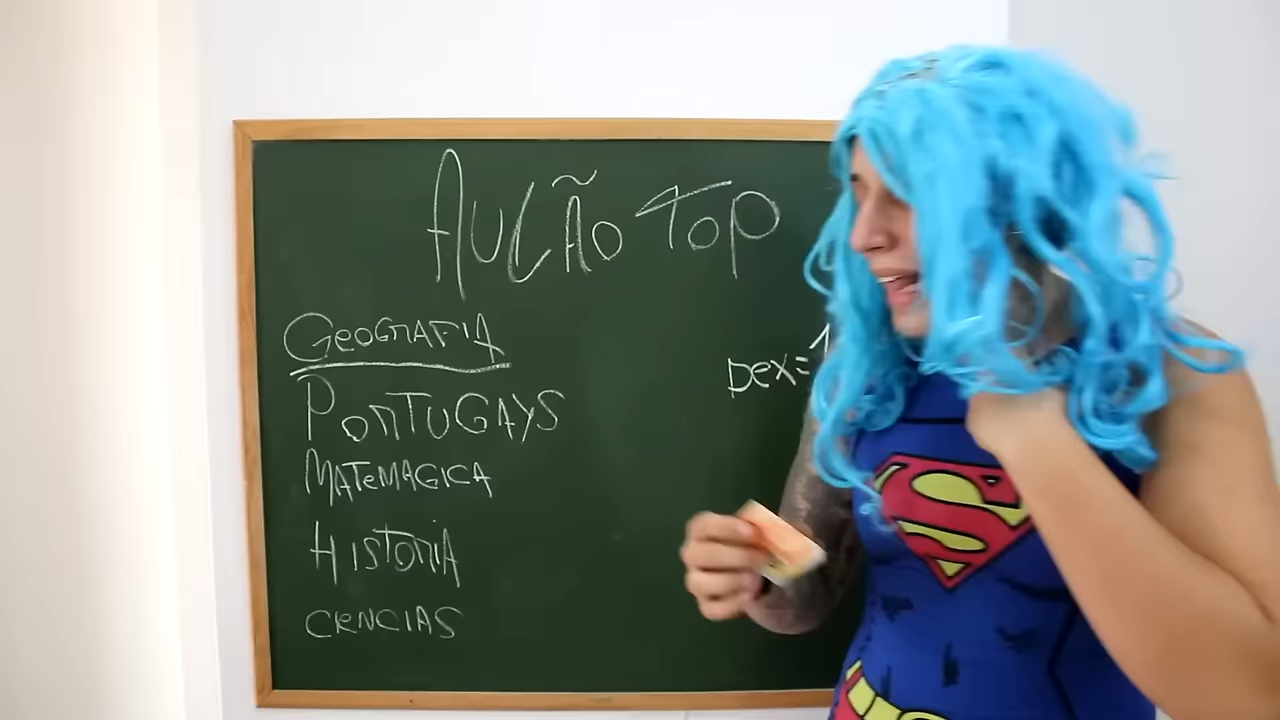 AULÃO TOP
GEOGRAFIA
DEX=1
PORTUGAYS
MATEMAGICA
HISTORIA
CIENCIAS